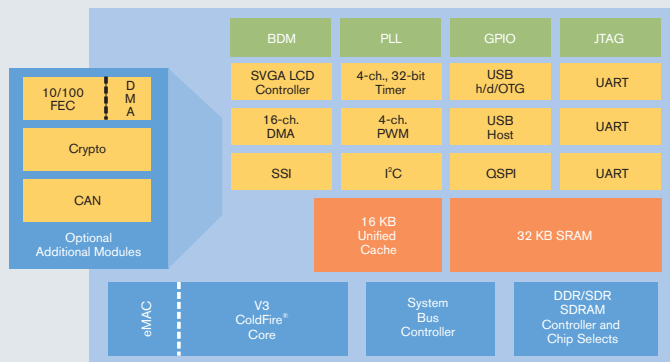 BDM
PLL
GPIO
JTAG
SVGA LCD
Controller
4-ch., 32-bit
Timer
USB
h/d/OTG
UART
10/100
FEC
D
M
A
16-ch.
DMA
4-ch.
PWM
USB
Host
UART
Crypto
SSI
I²C
QSPI
UART
CAN
Optional
Additional Modules
16 KB
Unified
Cache
32 KB SRAM
eMAC
V3
ColdFire®
Core
System
Bus
Controller
DDR/SDR
SDRAM
Controller and
Chip Selects